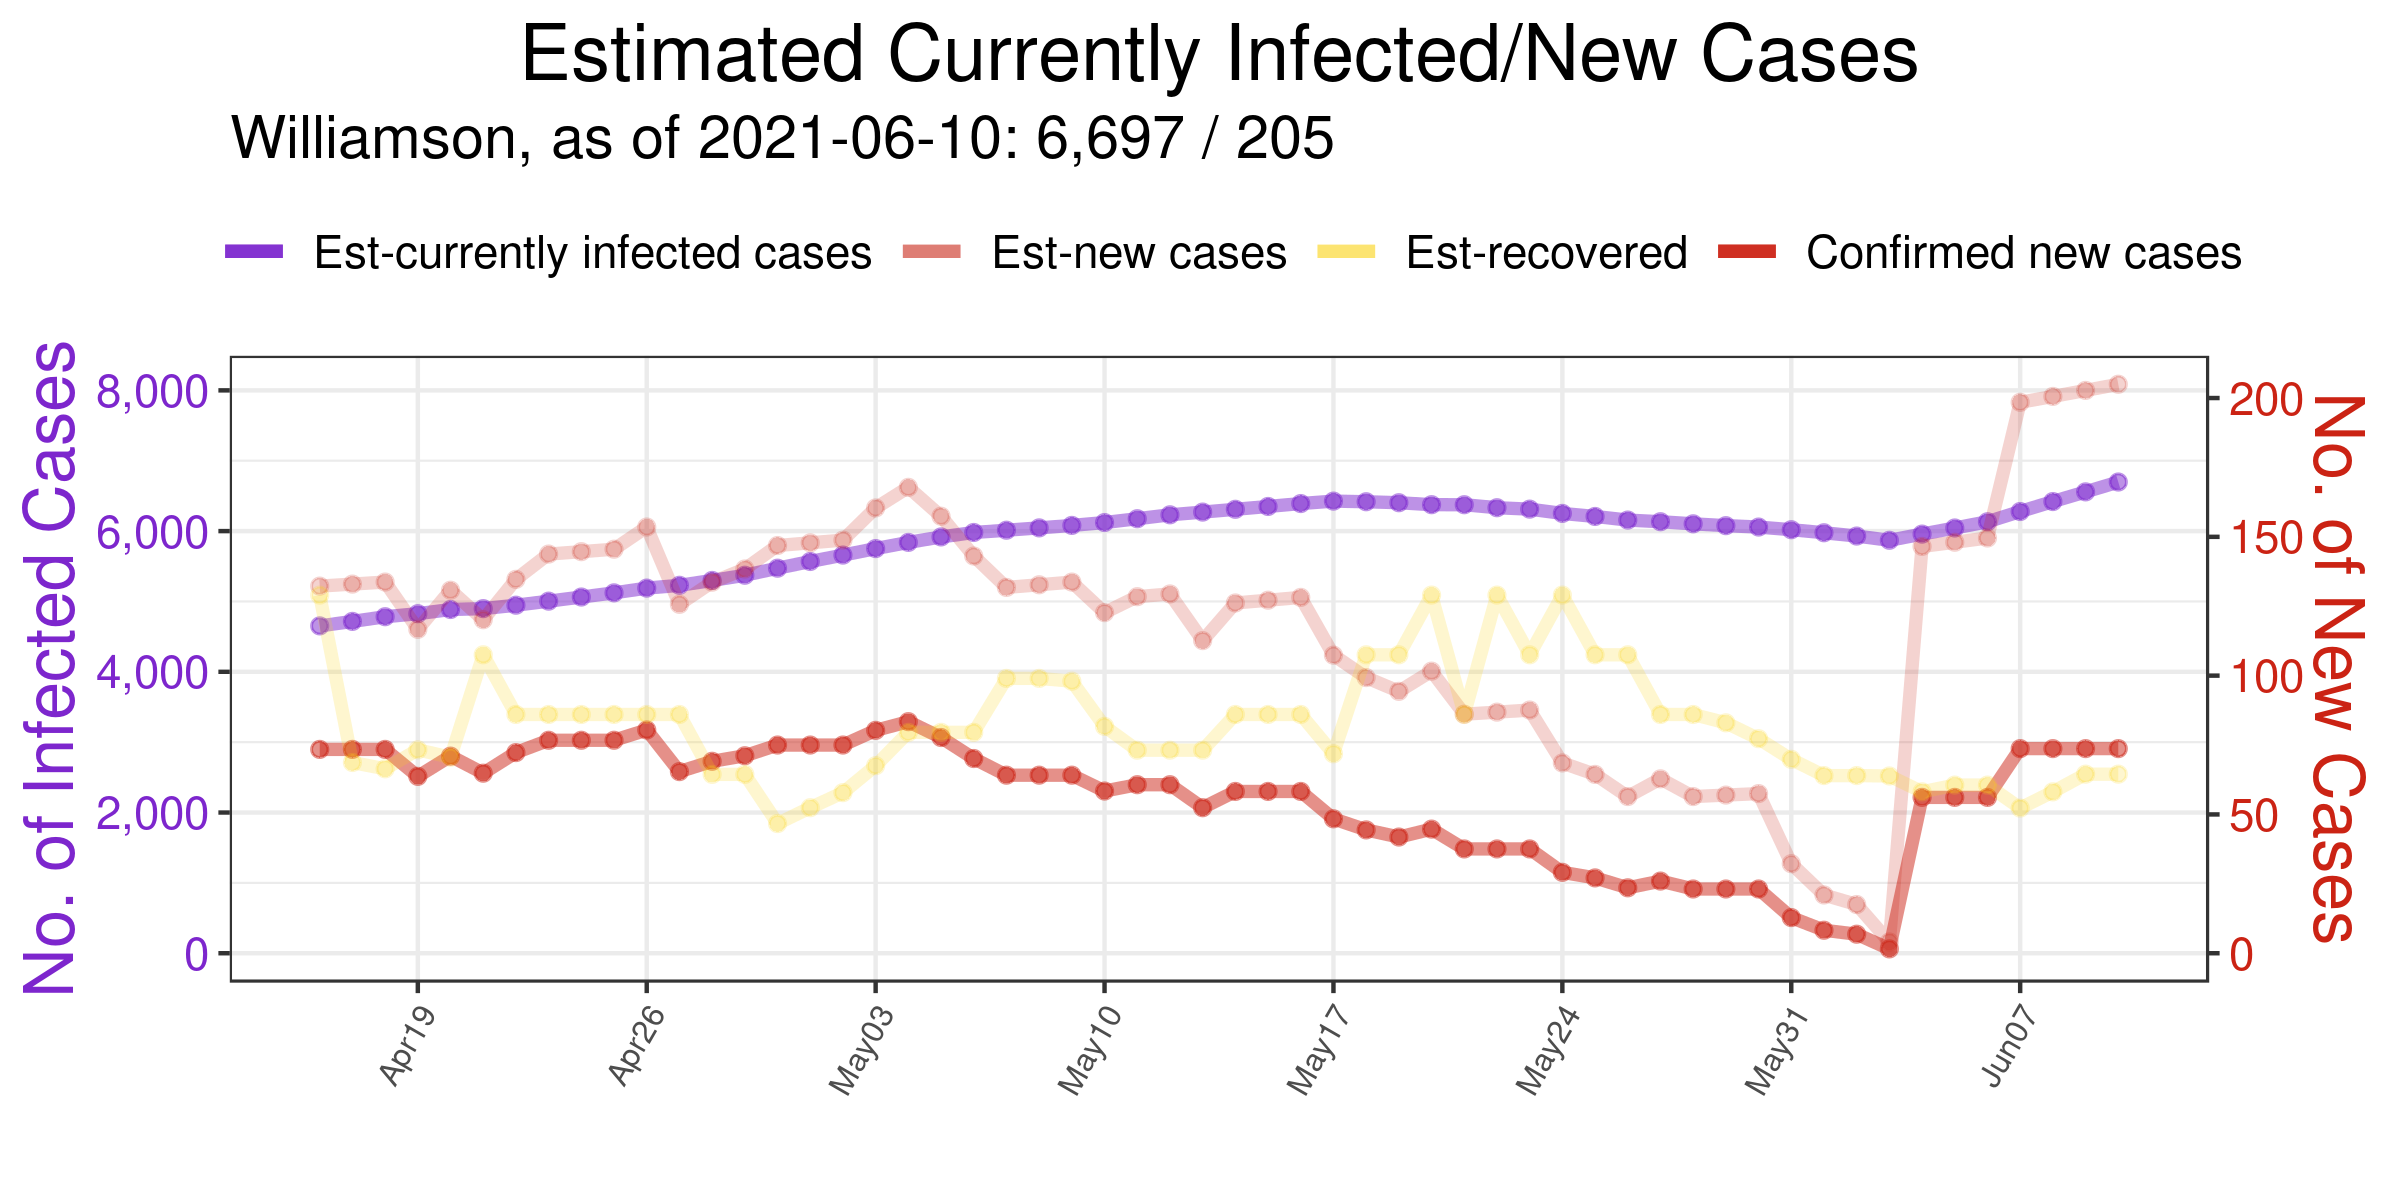 Estimated Currently Infected/New Cases
Williamson, as of 2021-06-10: 6,697 / 205
Est-currently infected cases Est-new cases Est-recovered Confirmed new cases
No. of Infected Cases
8,000
6,000
4,000
2,000
0
200
150
100
50
0
No. of New Cases
Apr19 Apr26 May03 May10 May17 May24 May31 Jun07